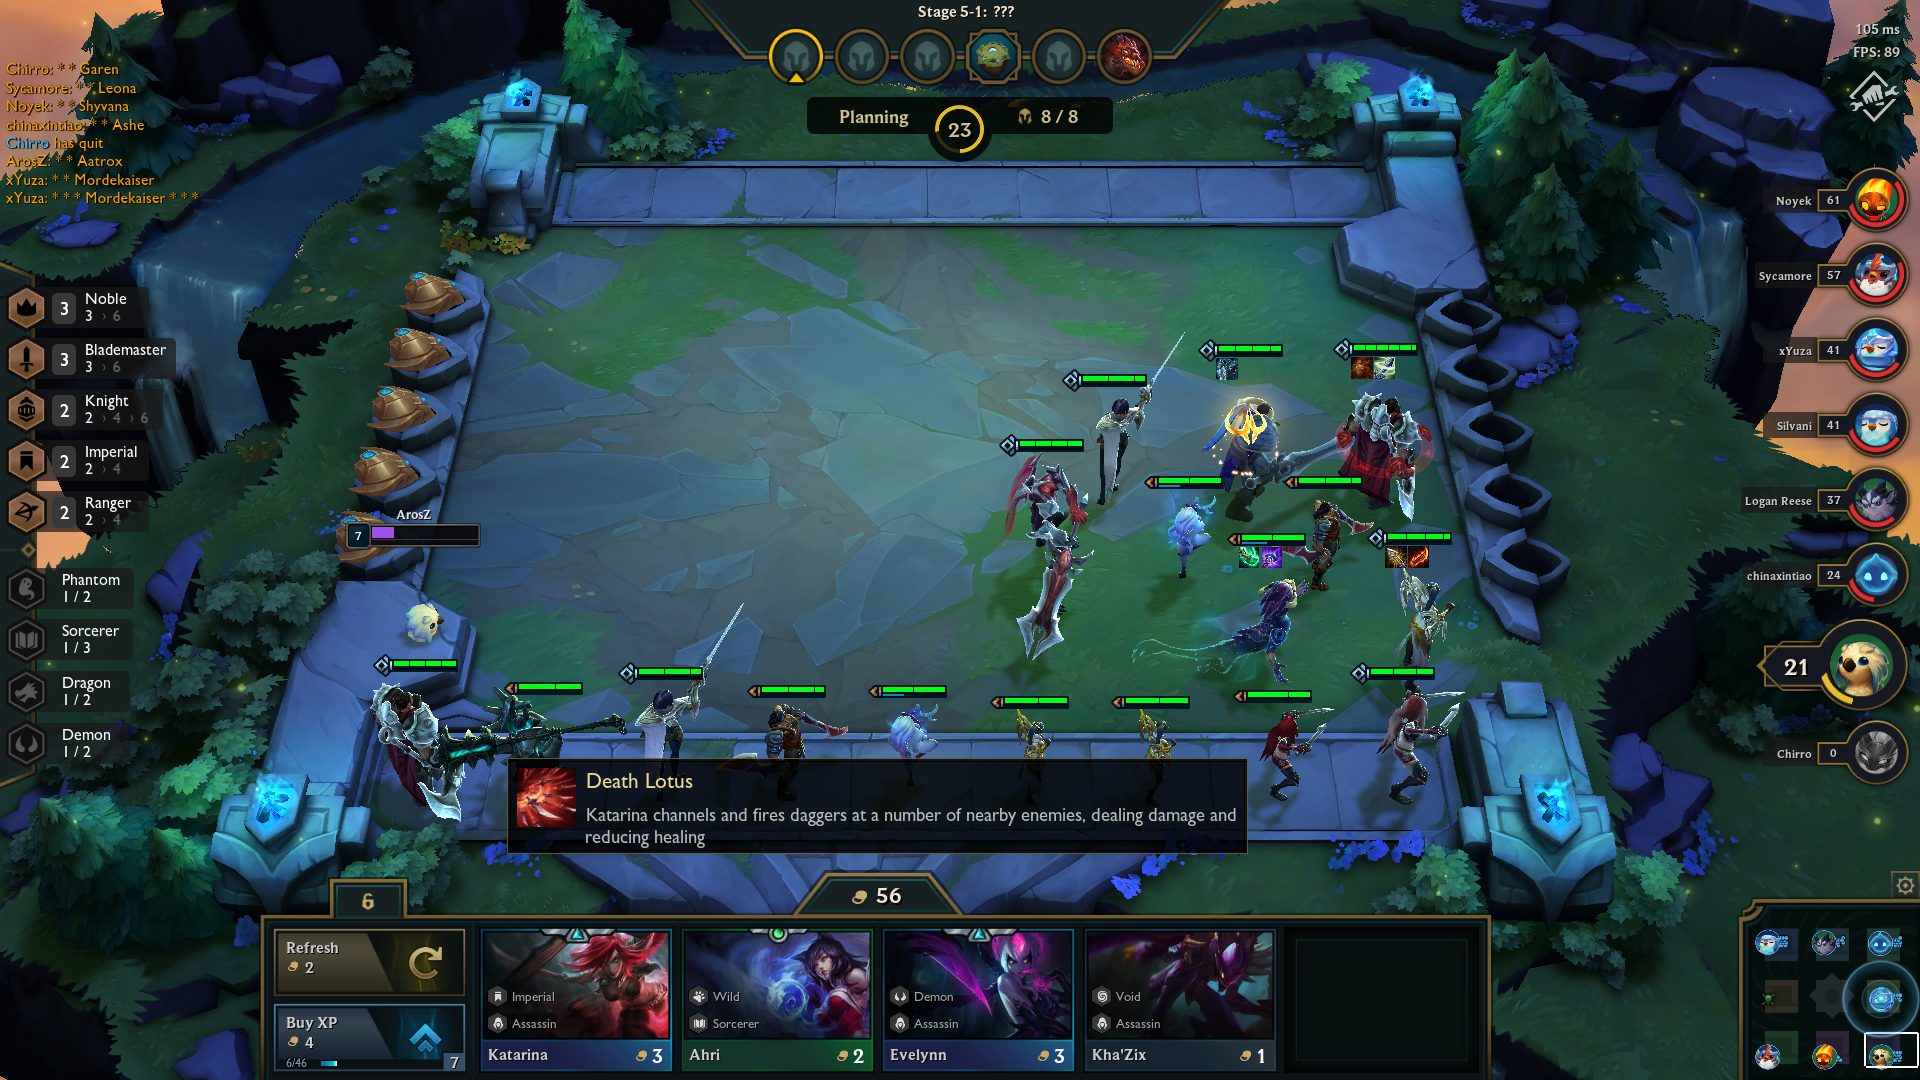 Stage 5-1: ???
105 ms
FPS: 89
Chirro: * * Garen
Sycamore: * * Leona
Noyek: * * Shyvana
chinaxintiao: * * Ashe
Chirro has quit
ArosZ: * * Aatrox
xYuza: * * Mordekaiser
xYuza: * * * Mordekaiser * * *
Planning
23
8 / 8
Noyek 61
Sycamore 57
xYuza 41
Silvani 41
Logan Reese 37
chinaxintiao 24
21
Chirro 0
3 Noble
3 › 6
3 Blademaster
3 › 6
2 Knight
2 › 4 › 6
2 Imperial
2 › 4
2 Ranger
2 › 4
Phantom
1 / 2
Sorcerer
1 / 3
Dragon
1 / 2
Demon
1 / 2
ArosZ
7
Death Lotus
Katarina channels and fires daggers at a number of nearby enemies, dealing damage and
reducing healing
6
56
Refresh
2
Buy XP
4
6/46
7
Imperial
Assassin
Katarina 3
Wild
Sorcerer
Ahri 2
Demon
Assassin
Evelynn 3
Void
Assassin
Kha'Zix 1